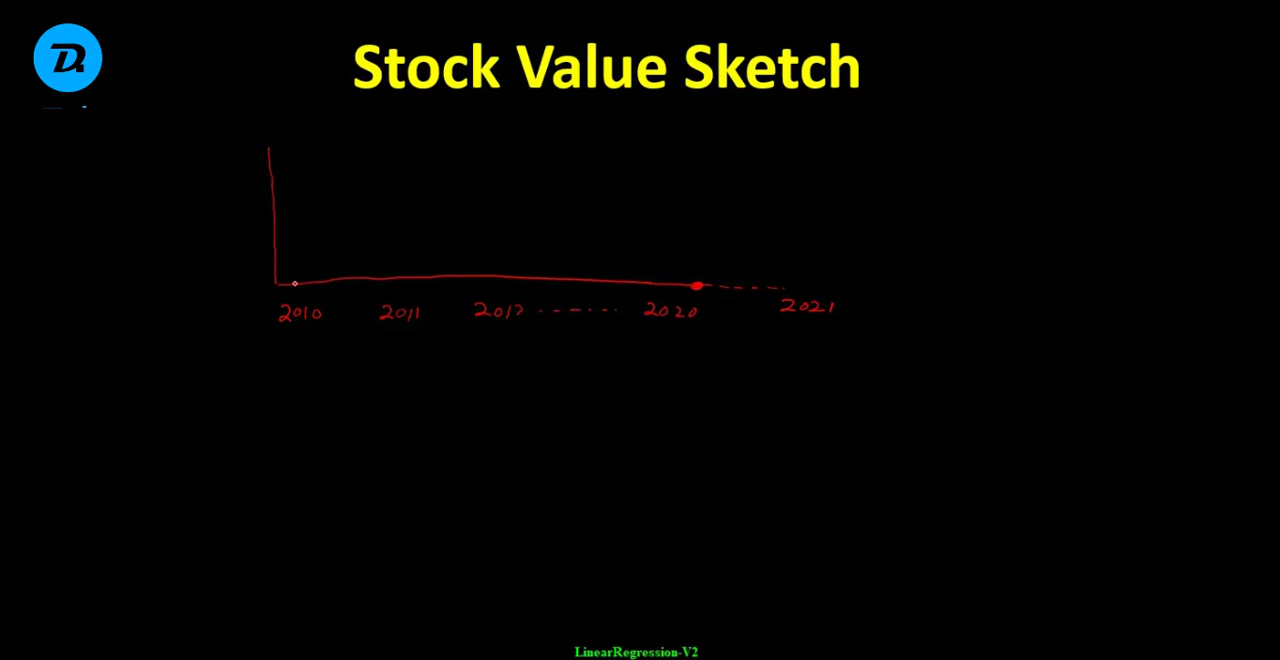 Stock Value Sketch
2010 2011 2012 ------- 2020 2021
LinearRegression-V2